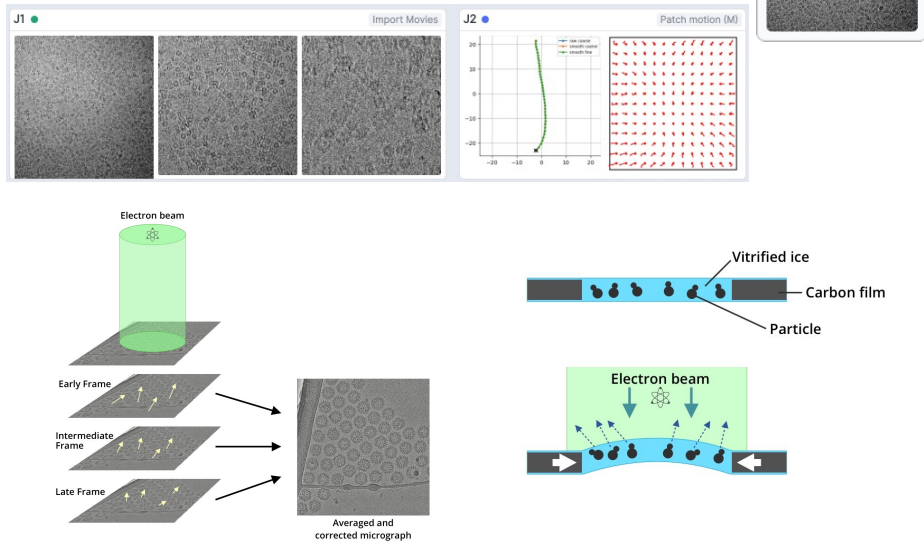 J1
Import Movies
J2
Patch motion (M)
raw coarse
smooth coarse
smooth fine
20
10
0
−10
−20
−20
−10
0
10
20
Electron beam
Early Frame
Intermediate
Frame
Late Frame
Averaged and
corrected micrograph
Vitrified ice
Carbon film
Particle
Electron beam